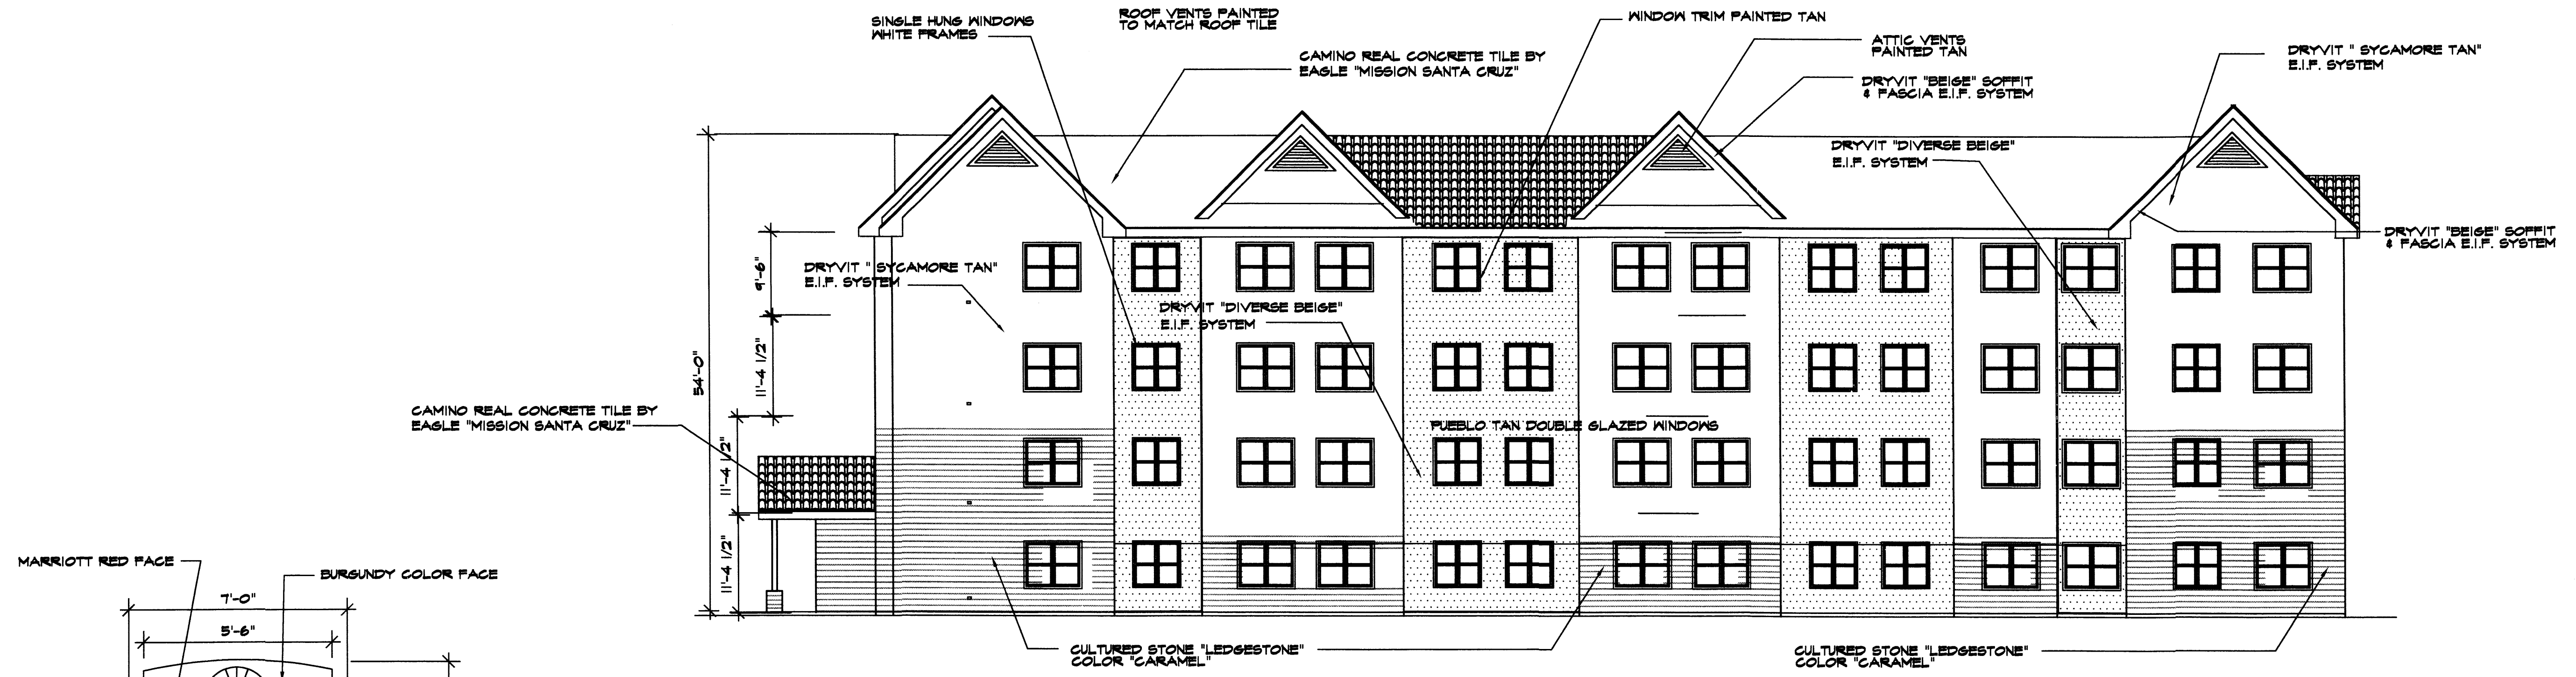 SINGLE HUNG WINDOWS
WHITE FRAMES
ROOF VENTS PAINTED
TO MATCH ROOF TILE
CAMINO REAL CONCRETE TILE BY
EAGLE "MISSION SANTA CRUZ"
WINDOW TRIM PAINTED TAN
ATTIC VENTS
PAINTED TAN
DRYVIT "BEIGE" SOFFIT
& FASCIA E.I.F. SYSTEM
DRYVIT " SYCAMORE TAN"
E.I.F. SYSTEM
DRYVIT "DIVERSE BEIGE"
E.I.F. SYSTEM
DRYVIT "BEIGE" SOFFIT
& FASCIA E.I.F. SYSTEM
DRYVIT " SYCAMORE TAN"
E.I.F. SYSTEM
DRYVIT "DIVERSE BEIGE"
E.I.F. SYSTEM
54'-0"
9'-6"
11'-4 1/2"
11'-4 1/2"
11'-4 1/2"
CAMINO REAL CONCRETE TILE BY
EAGLE "MISSION SANTA CRUZ"
PUEBLO TAN DOUBLE GLAZED WINDOWS
MARRIOTT RED FACE
BURGUNDY COLOR FACE
7'-0"
5'-6"
CULTURED STONE "LEDGESTONE"
COLOR "CARAMEL"
CULTURED STONE "LEDGESTONE"
COLOR "CARAMEL"